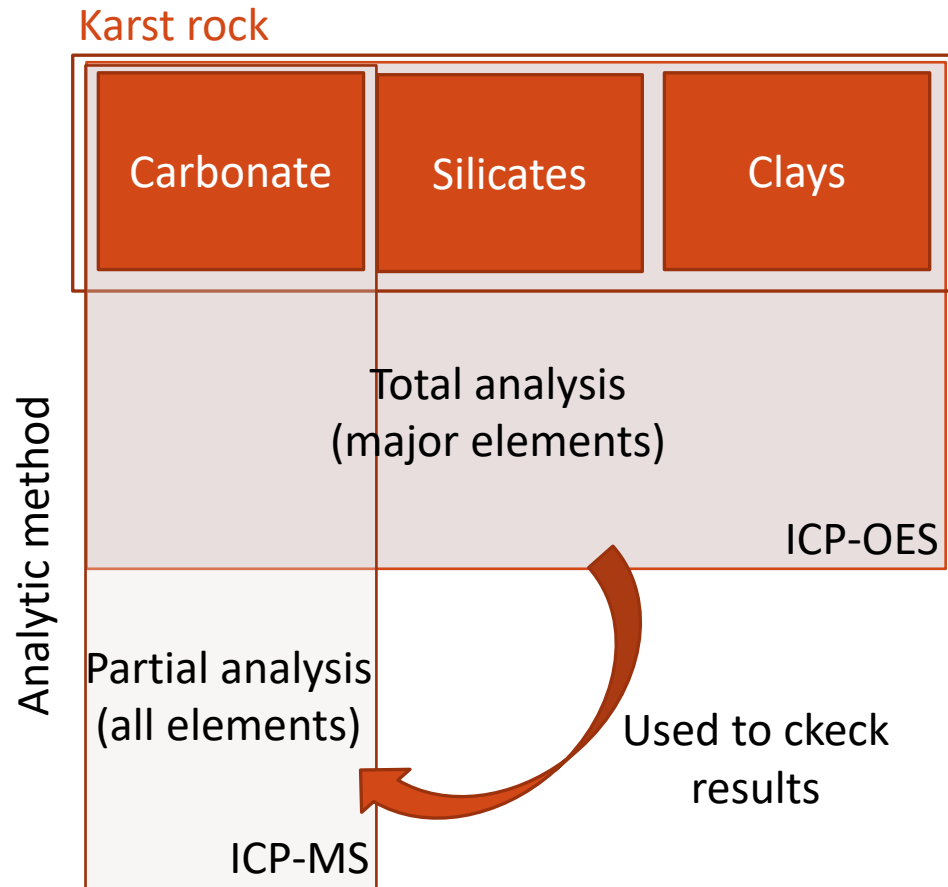 Karst rock
Carbonate
Silicates
Clays
Total analysis
(major elements)
ICP-OES
Analytic method
Partial analysis
(all elements)
Used to ckeck
results
ICP-MS